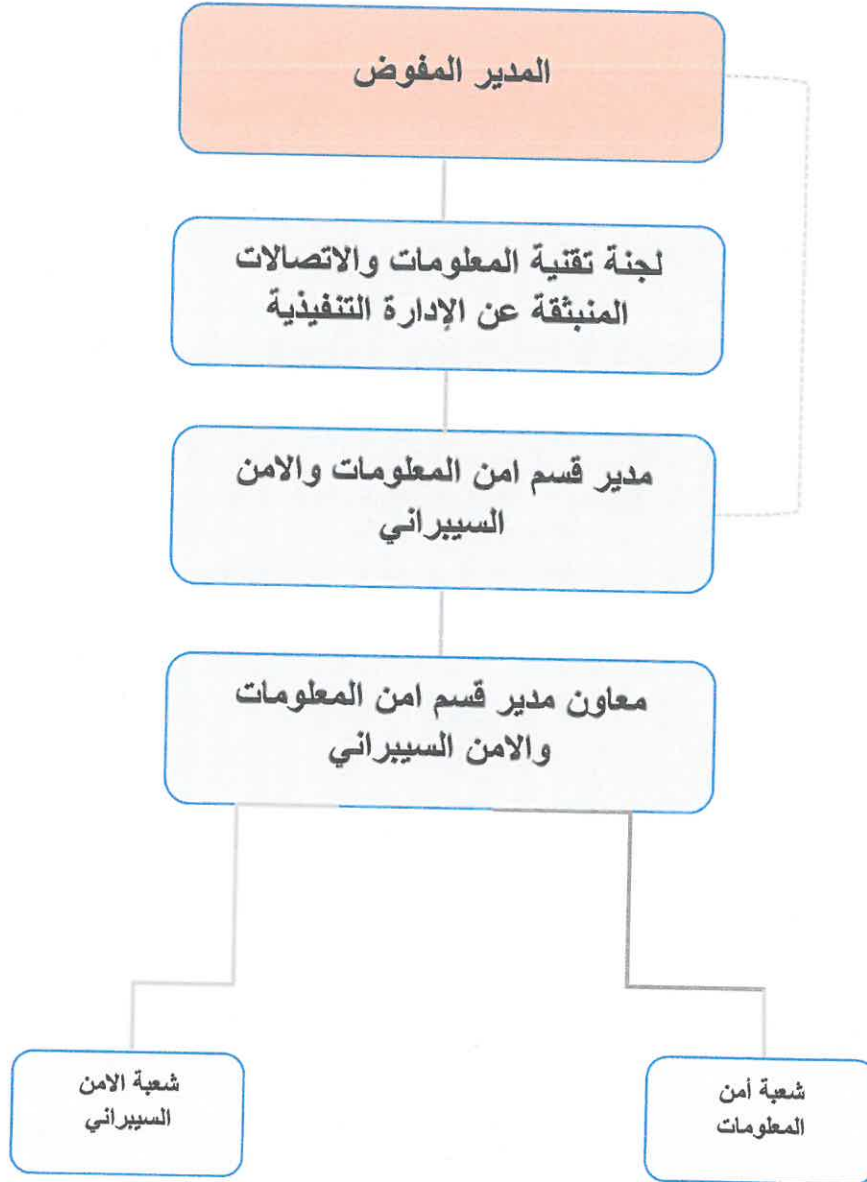 المدير المفوض
لجنة تقنية المعلومات والاتصالات
المنبثقة عن الإدارة التنفيذية
مدير قسم امن المعلومات والامن
السيبراني
معاون مدير قسم امن المعلومات
والامن السيبراني
شعبة أمن
المعلومات
شعبة الامن
السيبراني